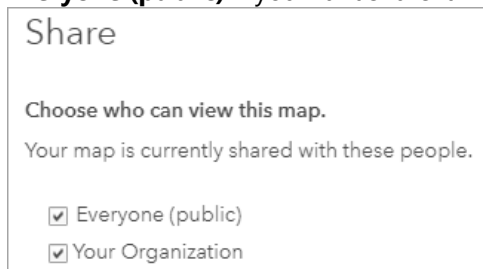 Share
Choose who can view this map.
Your map is currently shared with these people.
Everyone (public)
Your Organization